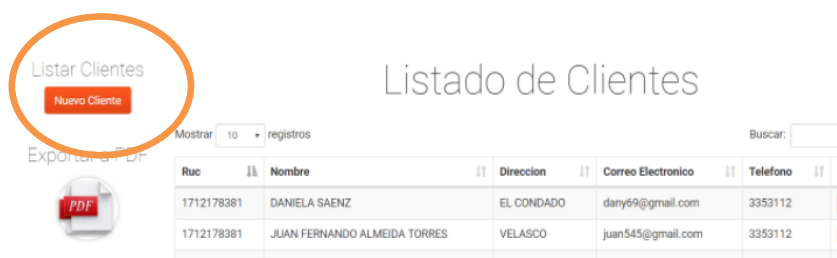 Listar Clientes
Nuevo Cliente
Exportar a PDF
PDF
Listado de Clientes
Mostrar 10 registros
Buscar:
Ruc Nombre Direccion Correo Electronico Telefono
1712178381 DANIELA SAENZ EL CONDADO dany69@gmail.com 3353112
1712178381 JUAN FERNANDO ALMEIDA TORRES VELASCO juan545@gmail.com 3353112